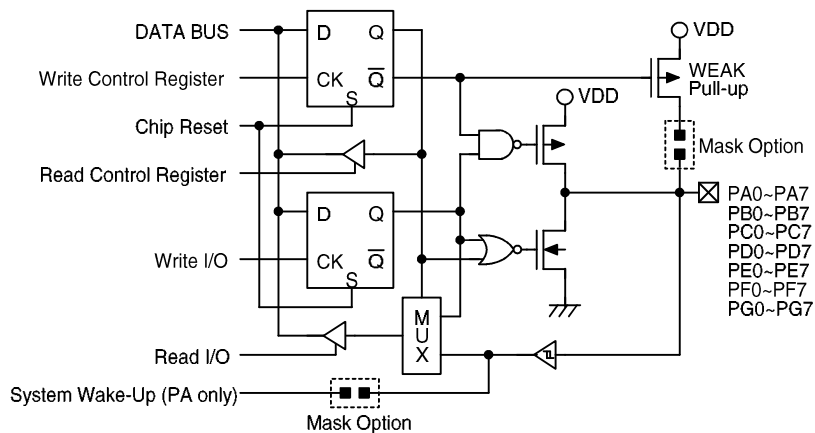 DATA BUS
D
Q
VDD
Write Control Register
CK
Q
S
WEAK
Pull-up
VDD
Chip Reset
Mask Option
Read Control Register
PA0~PA7
PB0~PB7
PC0~PC7
PD0~PD7
PE0~PE7
PF0~PF7
PG0~PG7
D
Q
Write I/O
CK
Q
S
M
U
X
Read I/O
System Wake-Up (PA only)
Mask Option